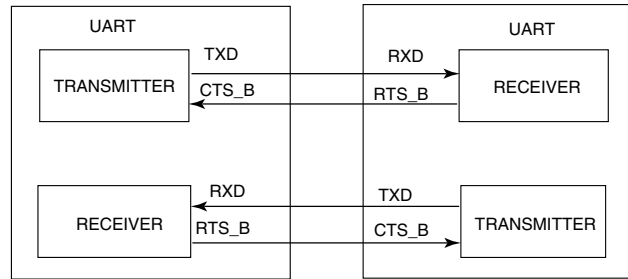 UART UART
TXD RXD
TRANSMITTER CTS_B RTS_B RECEIVER
RXD TXD
RECEIVER RTS_B CTS_B TRANSMITTER